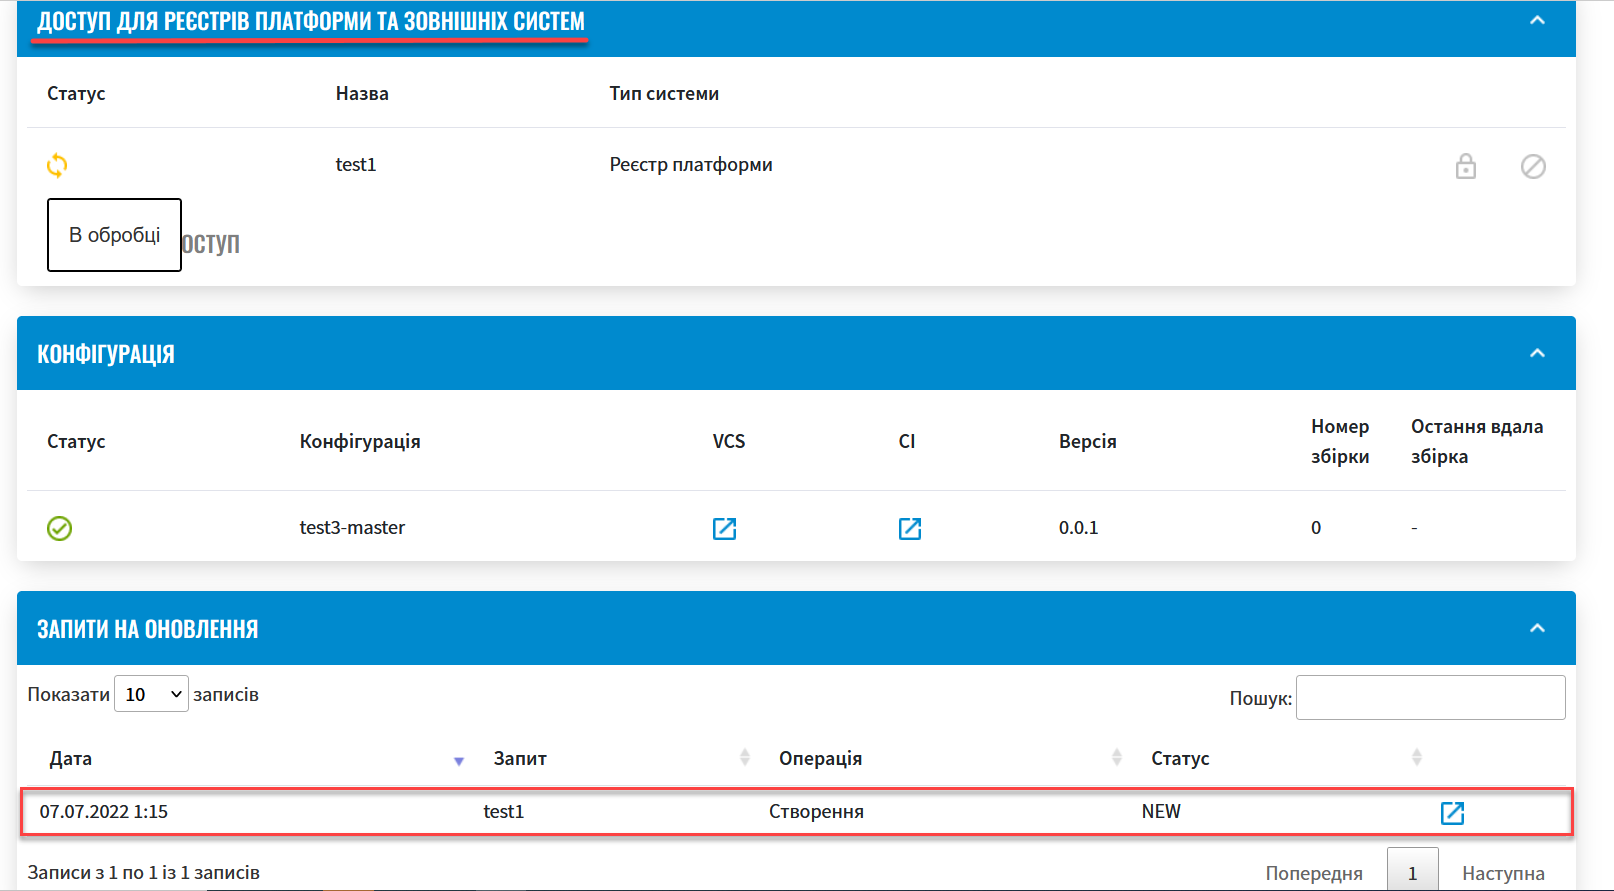 ДОСТУП ДЛЯ РЕЄСТРІВ ПЛАТФОРМИ ТА ЗОВНІШНІХ СИСТЕМ
Статус Назва Тип системи
test1 Реєстр платформи
В обробці
ОСТУП
КОНФІГУРАЦІЯ
Статус Конфігурація VCS CI Версія Номер збірки Остання вдала збірка
test3-master 0.0.1 0 -
ЗАПИТИ НА ОНОВЛЕННЯ
Показати 10 записів Пошук:
Дата Запит Операція Статус
07.07.2022 1:15 test1 Створення NEW
Записи з 1 по 1 із 1 записів Попередня 1 Наступна